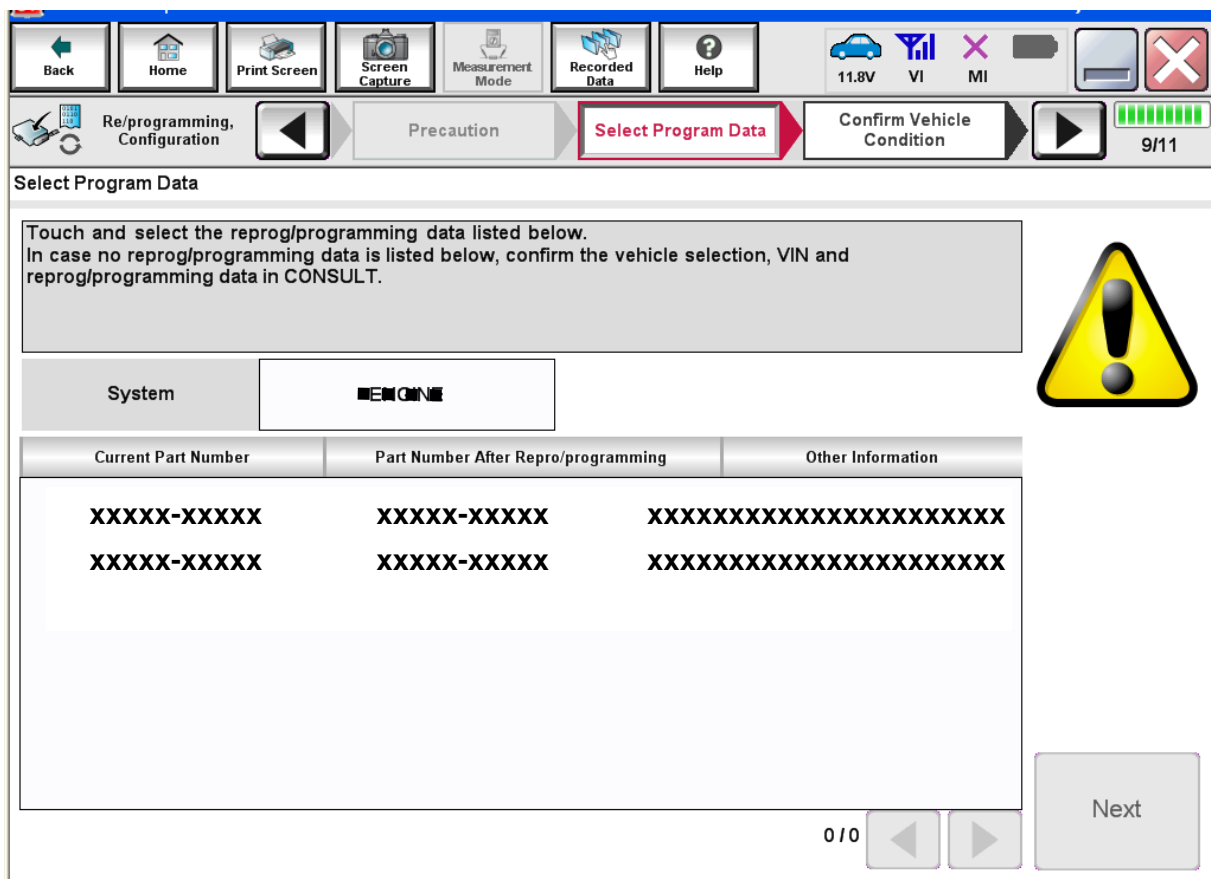 Back
Home
Print Screen
Screen
Capture
Measurement
Mode
Recorded
Data
Help
11.8V
VI
MI
Re/programming,
Configuration
Precaution
Select Program Data
Confirm Vehicle
Condition
9/11
Select Program Data
Touch and select the reprog/programming data listed below.
In case no reprog/programming data is listed below, confirm the vehicle selection, VIN and
reprog/programming data in CONSULT.
System
ENGINE
Current Part Number
Part Number After Repro/programming
Other Information
XXXXX-XXXXX XXXXX-XXXXX XXXXXXXXXXXXXXXXXXXXXX
XXXXX-XXXXX XXXXX-XXXXX XXXXXXXXXXXXXXXXXXXXXX
0/0
Next